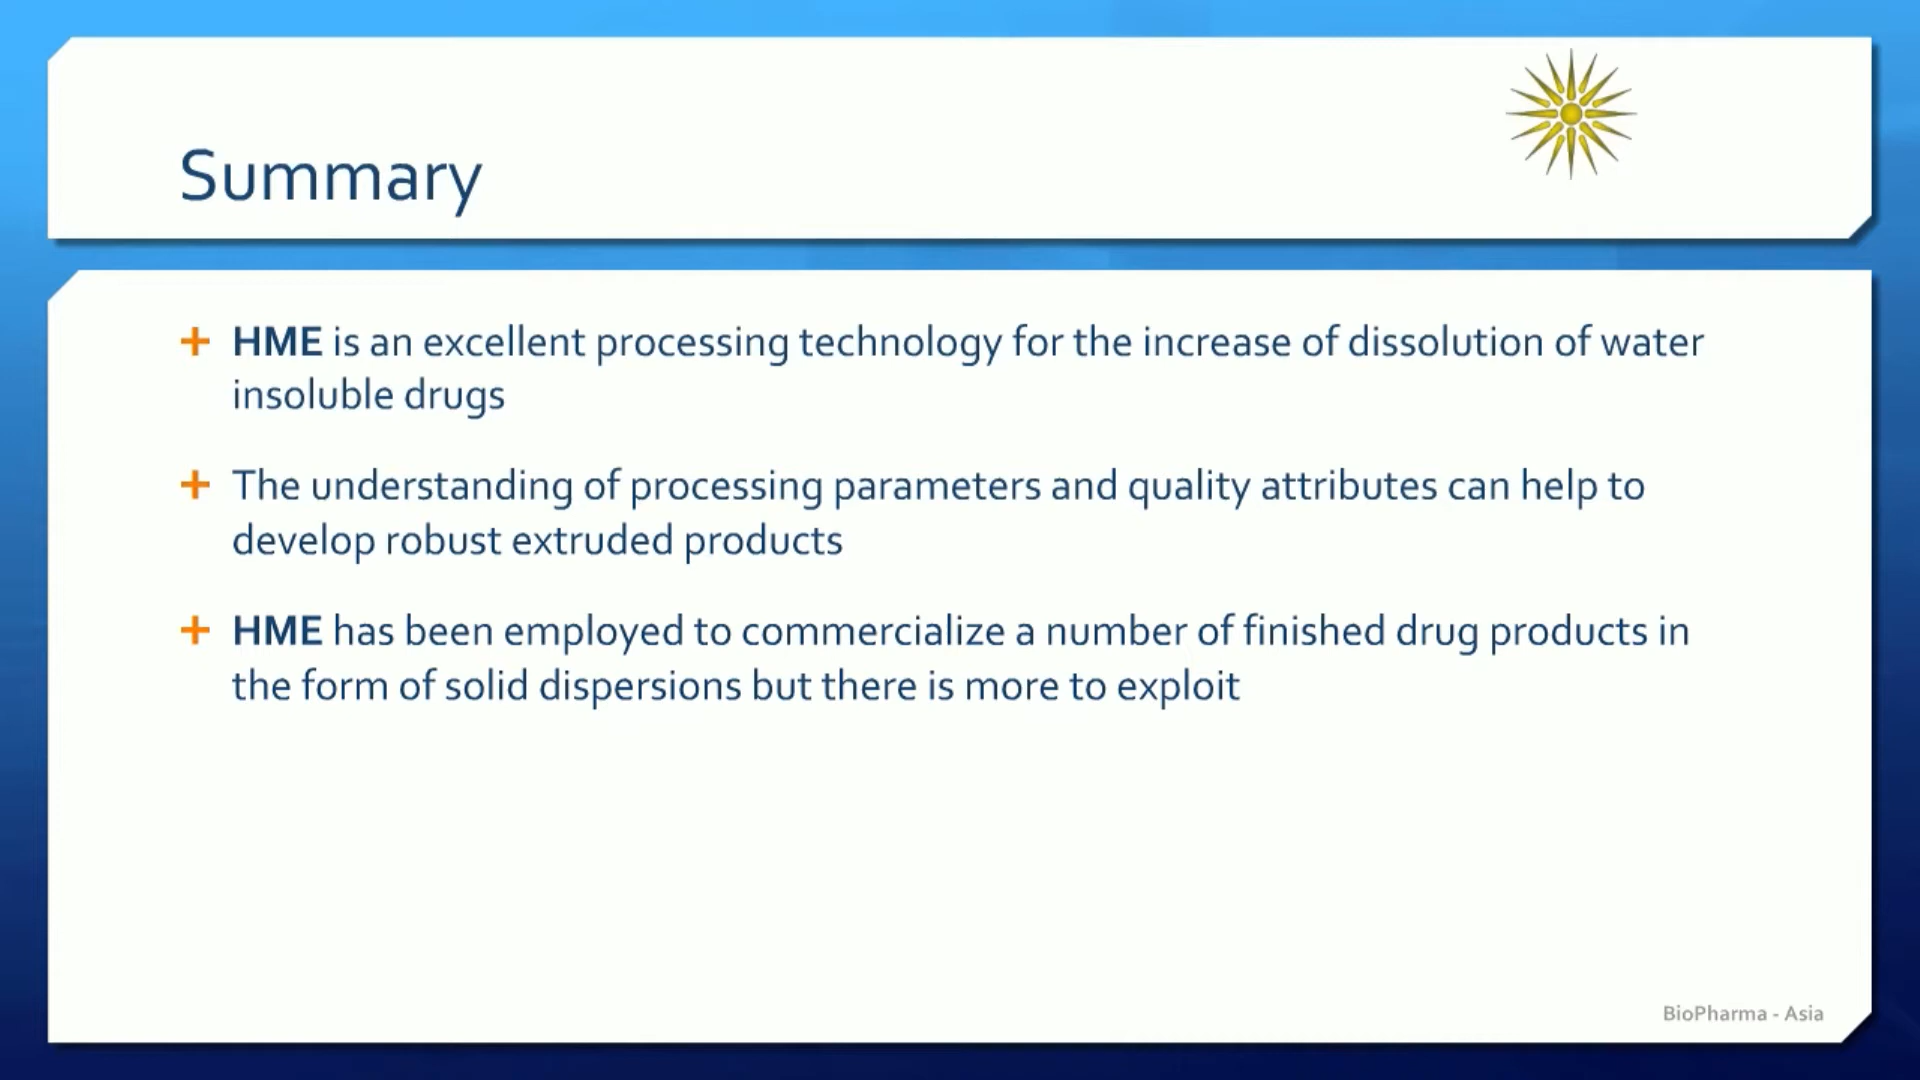 Summary
HME is an excellent processing technology for the increase of dissolution of water
insoluble drugs
The understanding of processing parameters and quality attributes can help to
develop robust extruded products
HME has been employed to commercialize a number of finished drug products in
the form of solid dispersions but there is more to exploit
BioPharma - Asia